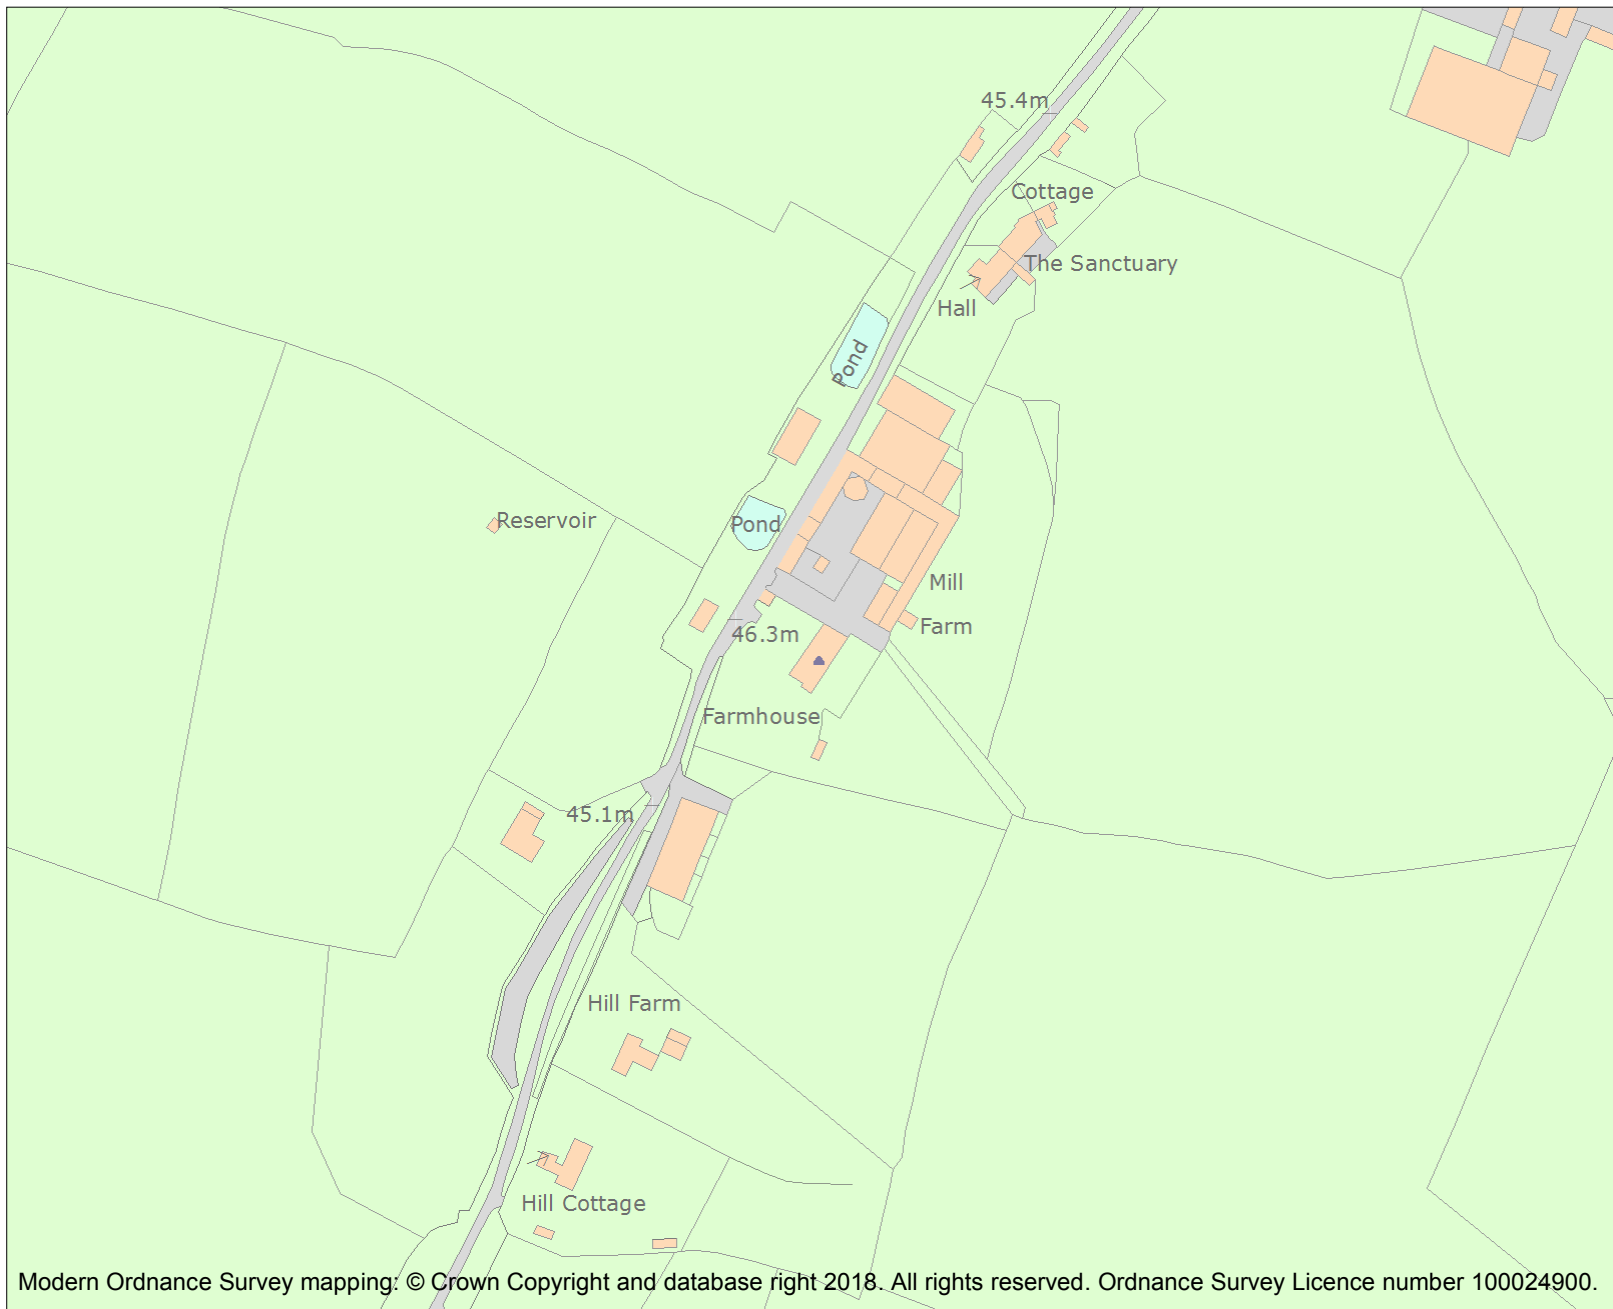 45.4m
Cottage
The Sanctuary
Hall
Pond
Reservoir
Pond
Mill
Farm
46.3m
Farmhouse
45.1m
Hill Farm
Hill Cottage
Modern Ordnance Survey mapping: © Crown Copyright and database right 2018. All rights reserved. Ordnance Survey Licence number 100024900.